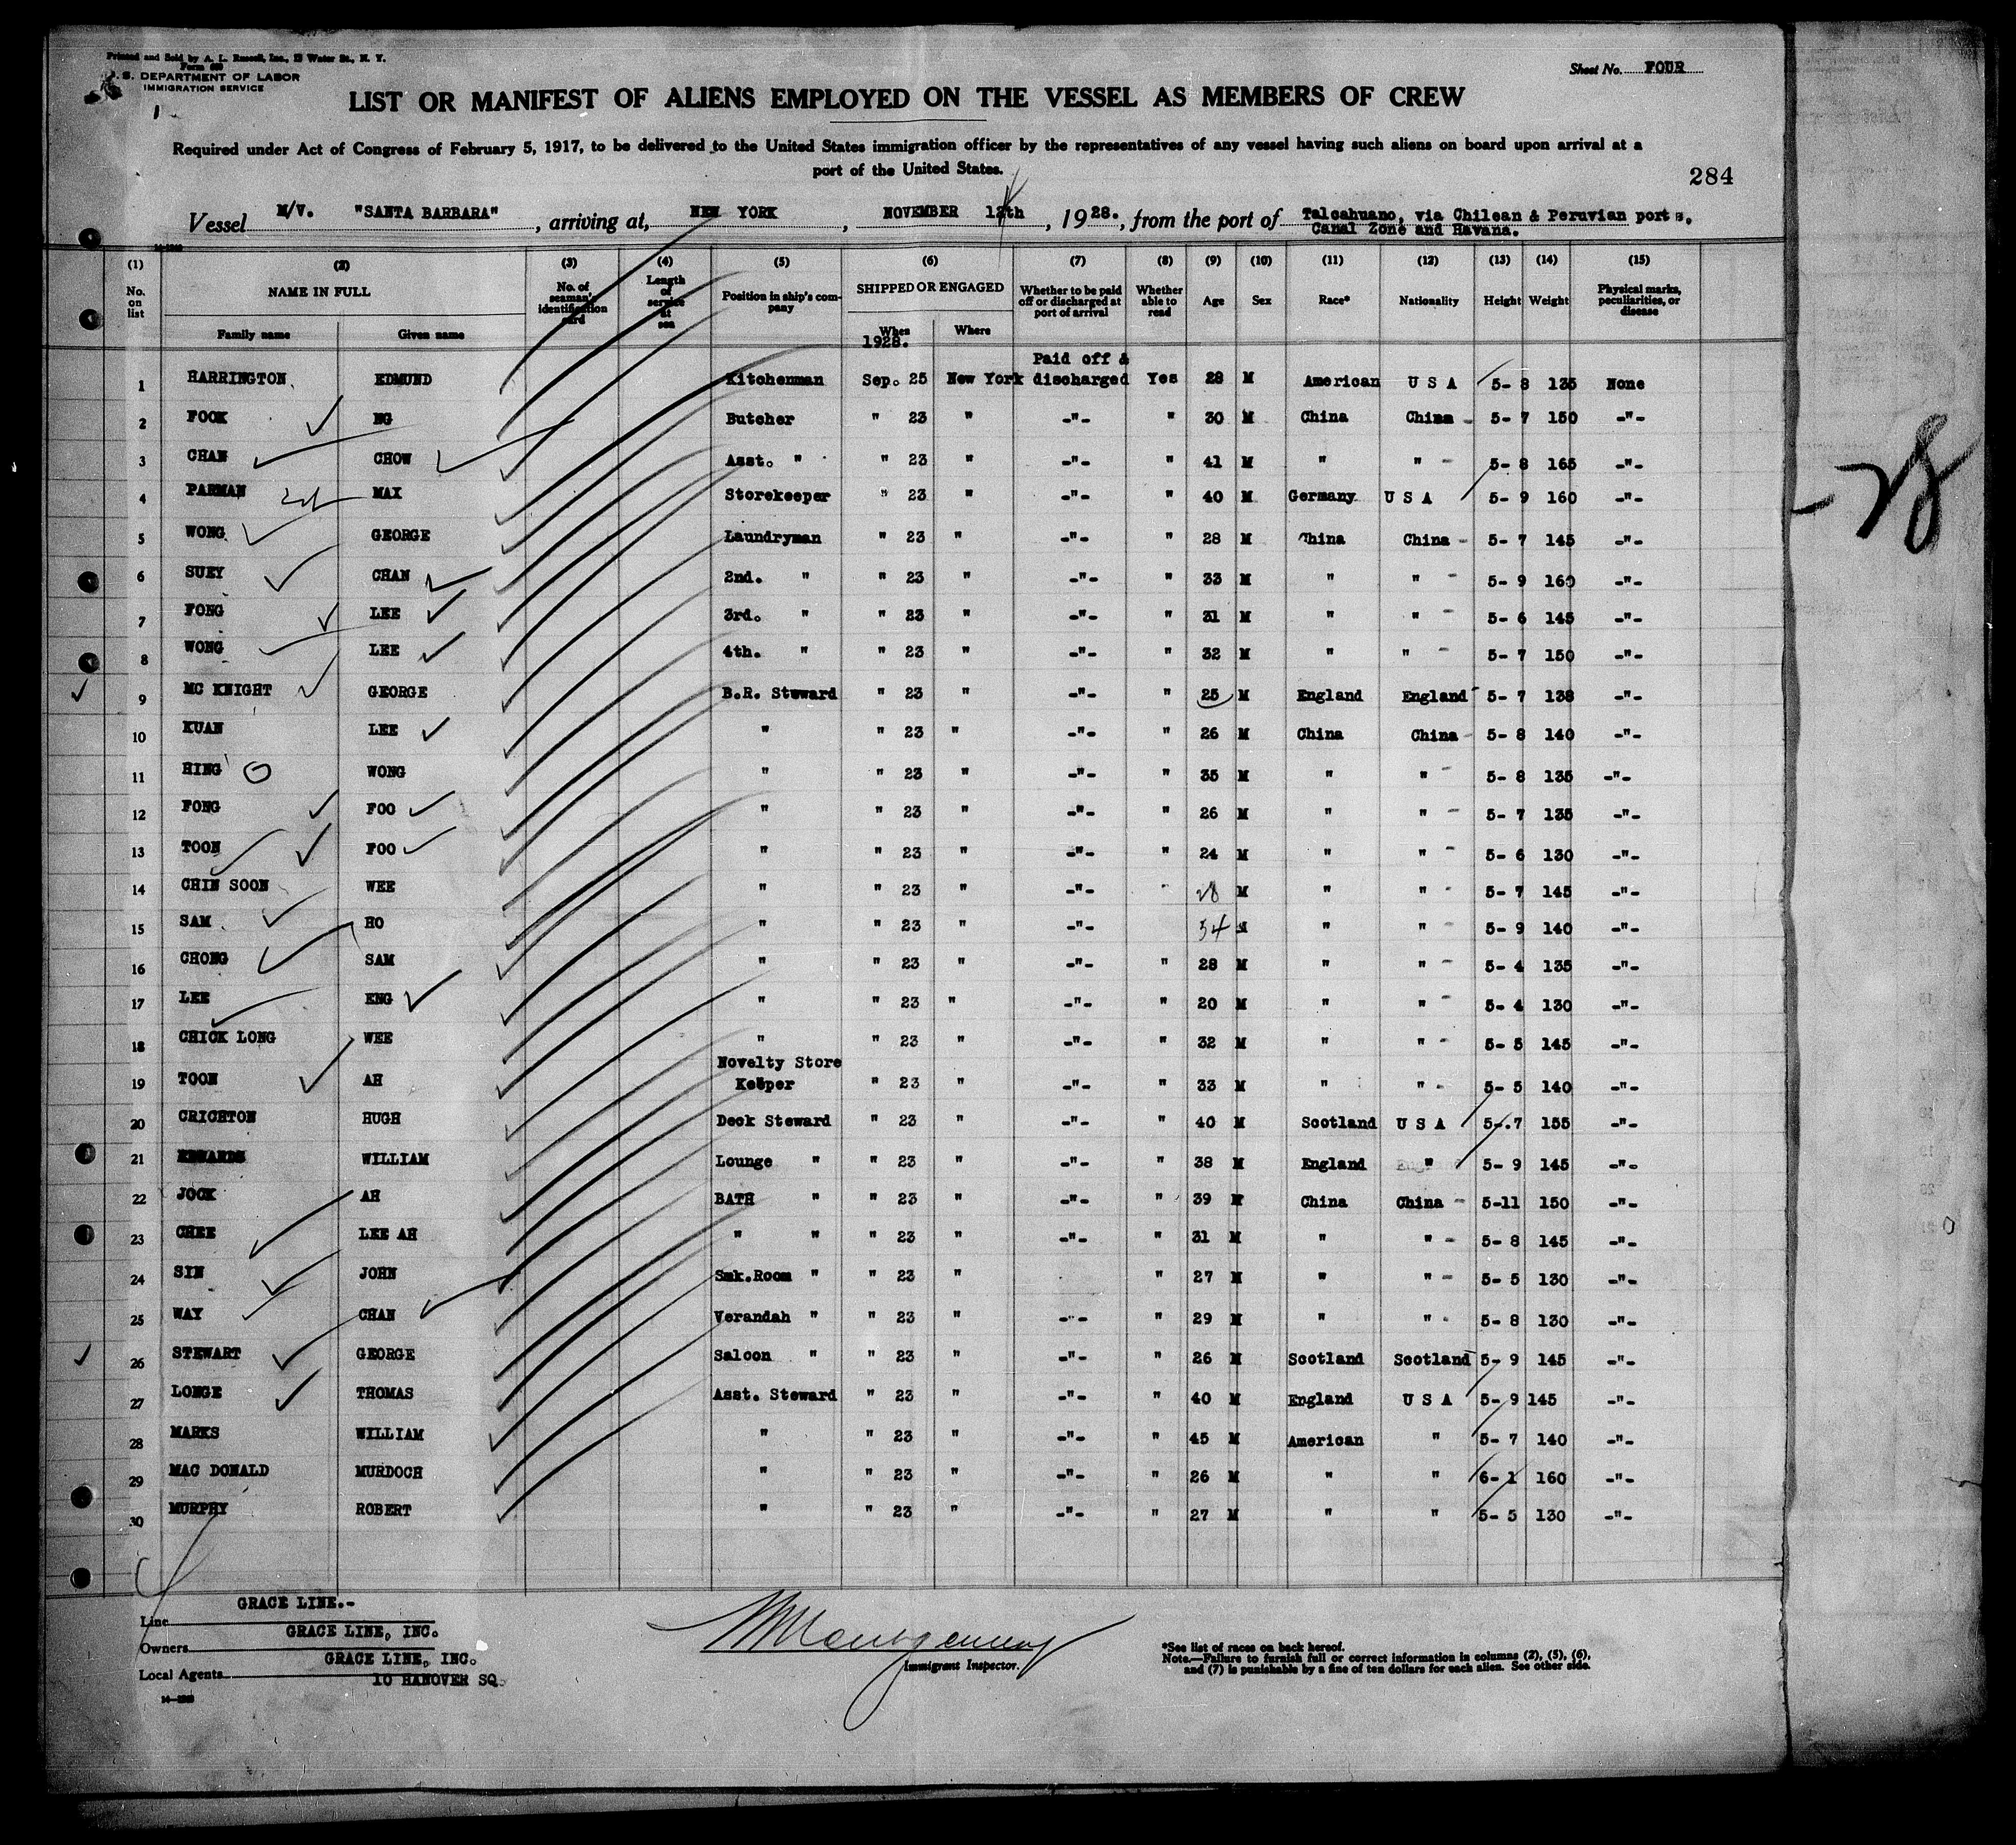 Printed and Sold by A. L. Russell, Inc., 12 Water St., N. Y.
U. S. DEPARTMENT OF LABOR
IMMIGRATION SERVICE
Sheet No. FOUR
LIST OR MANIFEST OF ALIENS EMPLOYED ON THE VESSEL AS MEMBERS OF CREW
Required under Act of Congress of February 5, 1917, to be delivered to the United States immigration officer by the representatives of any vessel having such aliens on board upon arrival at a
port of the United States.
284
Vessel M/V. "SANTA BARBARA", arriving at, NEW YORK, NOVEMBER 12th, 1928., from the port of Talcahuano, via Chilean & Peruvian ports.
Canal Zone and Havana.
(1) (2) (3) (4) (5) (6) (7) (8) (9) (10) (11) (12) (13) (14) (15)
No. on list NAME IN FULL No. of seaman's identification card Length of service at sea Position in ship's company SHIPPED OR ENGAGED Whether to be paid off or discharged at port of arrival Whether able to read Age Sex Race* Nationality Height Weight Physical marks, peculiarities, or disease
Family name Given name When Where
1928. Paid off &
1 HARRINGTON EDMUND Kitchenman Sep. 25 New York discharged Yes 28 M American U S A 5- 8 135 None
2 FOOK NG Butcher " 23 " -"- " 30 M China China - 5- 7 150 -"-
3 CHAN CHOW Asst. " " 23 " -"- " 41 M " " - 5- 8 165 -"-
4 PARMAN MAX Storekeeper " 23 " -"- " 40 M Germany U S A 5- 9 160 -"-
5 WONG GEORGE Laundryman " 23 " -"- " 28 M China China - 5- 7 145 -"-
6 SUEY CHAN 2nd. " " 23 " -"- " 33 M " " - 5- 9 160 -"-
7 FONG LEE 3rd. " " 23 " -"- " 31 M " " - 5- 6 145 -"-
8 WONG LEE 4th. " " 23 " -"- " 32 M " " - 5- 7 150 -"-
9 MC KNIGHT GEORGE B.R. Steward " 23 " -"- " 25 M England England - 5- 7 138 -"-
10 KUAN LEE " " 23 " -"- " 26 M China China - 5- 8 140 -"-
11 HING WONG " " 23 " -"- " 35 M " " - 5- 8 135 -"-
12 FONG FOO " " 23 " -"- " 26 M " " - 5- 7 135 -"-
13 TOON FOO " " 23 " -"- " 24 M " " - 5- 6 130 -"-
14 CHIN SOON WEE " " 23 " -"- 28 M " " - 5- 7 145 -"-
15 SAM HO " " 23 " -"- 34 M " " - 5- 9 140 -"-
16 CHONG SAM " " 23 " -"- " 28 M " " - 5- 4 135 -"-
17 LEE ENG " " 23 " -"- " 20 M " " - 5- 4 130 -"-
18 CHICK LONG WEE " " 23 " -"- " 32 M " " - 5- 5 145 -"-
Novelty Store
19 TOON AH Keeper " 23 " -"- " 33 M " " - 5- 5 140 -"-
20 CRICHTON HUGH Deck Steward " 23 " -"- " 40 M Scotland U S A 5-.7 155 -"-
21 EDWARDS WILLIAM Lounge " " 23 " -"- " 38 M England " 5- 9 145 -"-
22 JOCK AH BATH " " 23 " -"- " 39 M China China - 5-11 150 -"-
23 CHEE LEE AH " " " 23 " -"- " 31 M " " - 5- 8 145 -"-
24 SIN JOHN Smk.Room " " 23 " " 27 M " " - 5- 5 130 -"-
25 WAY CHAN Verandah " " 23 " -"- " 29 M " " - 5- 8 130 -"-
26 STEWART GEORGE Saloon " " 23 " -"- " 26 M Scotland Scotland 5- 9 145 -"-
27 LONGE THOMAS Asst. Steward " 23 " -"- " 40 M England U S A 5- 9 145 -"-
28 MARKS WILLIAM " " 23 " -"- " 45 M American " 5- 7 140 -"-
29 MAC DONALD MURDOCH " " 23 " -"- " 26 M " " 6- 1 160 -"-
30 MURPHY ROBERT " " 23 " -"- " 27 M " " 5- 5 130 -"-
28
Line GRACE LINE.-
Owners GRACE LINE, INC.
Local Agents GRACE LINE, INC.
10 HANOVER SQ.
Montgomery
Immigrant Inspector.
*See list of races on back hereof.
Note.—Failure to furnish full or correct information in columns (2), (5), (6),
and (7) is punishable by a fine of ten dollars for each alien. See other side.